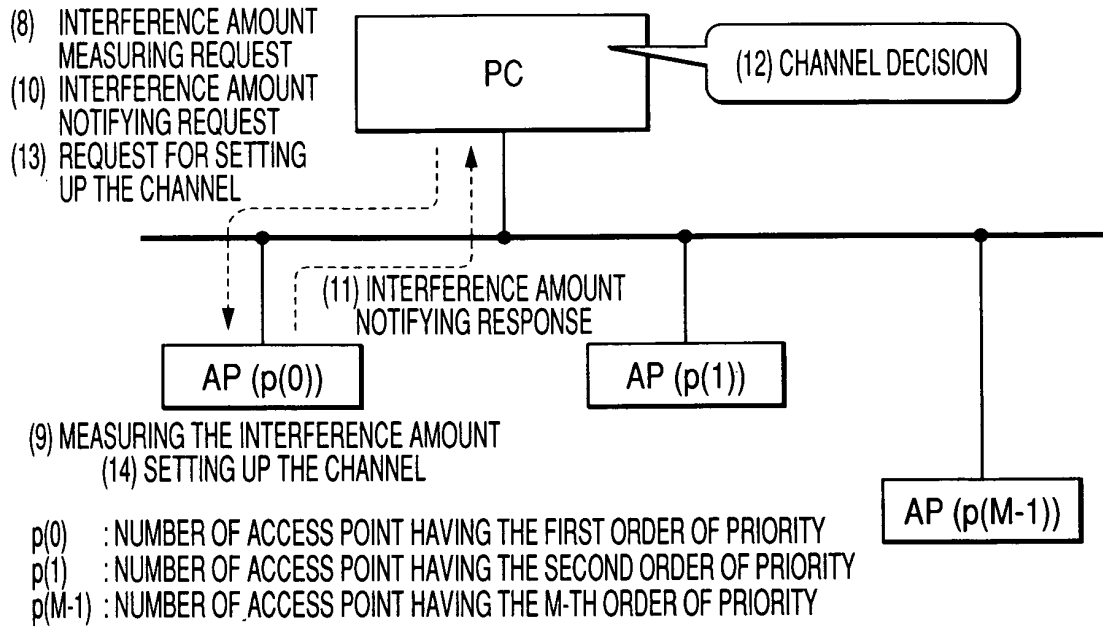 (8) INTERFERENCE AMOUNT
MEASURING REQUEST
(10) INTERFERENCE AMOUNT
NOTIFYING REQUEST
(13) REQUEST FOR SETTING
UP THE CHANNEL
PC
(12) CHANNEL DECISION
(11) INTERFERENCE AMOUNT
NOTIFYING RESPONSE
AP (p(0))
AP (p(1))
(9) MEASURING THE INTERFERENCE AMOUNT
(14) SETTING UP THE CHANNEL
AP (p(M-1))
p(0) : NUMBER OF ACCESS POINT HAVING THE FIRST ORDER OF PRIORITY
p(1) : NUMBER OF ACCESS POINT HAVING THE SECOND ORDER OF PRIORITY
p(M-1) : NUMBER OF ACCESS POINT HAVING THE M-TH ORDER OF PRIORITY